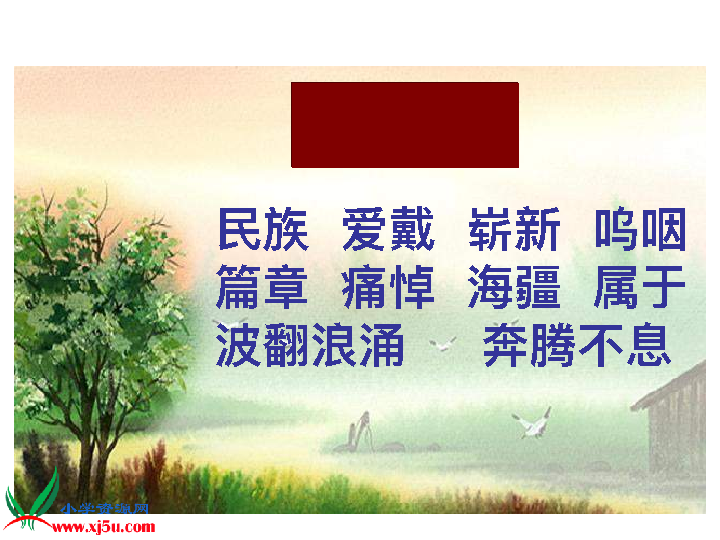 民族 爱戴 崭新 呜咽
篇章 痛悼 海疆 属于
波翻浪涌 奔腾不息
小学资源网
www.xj5u.com